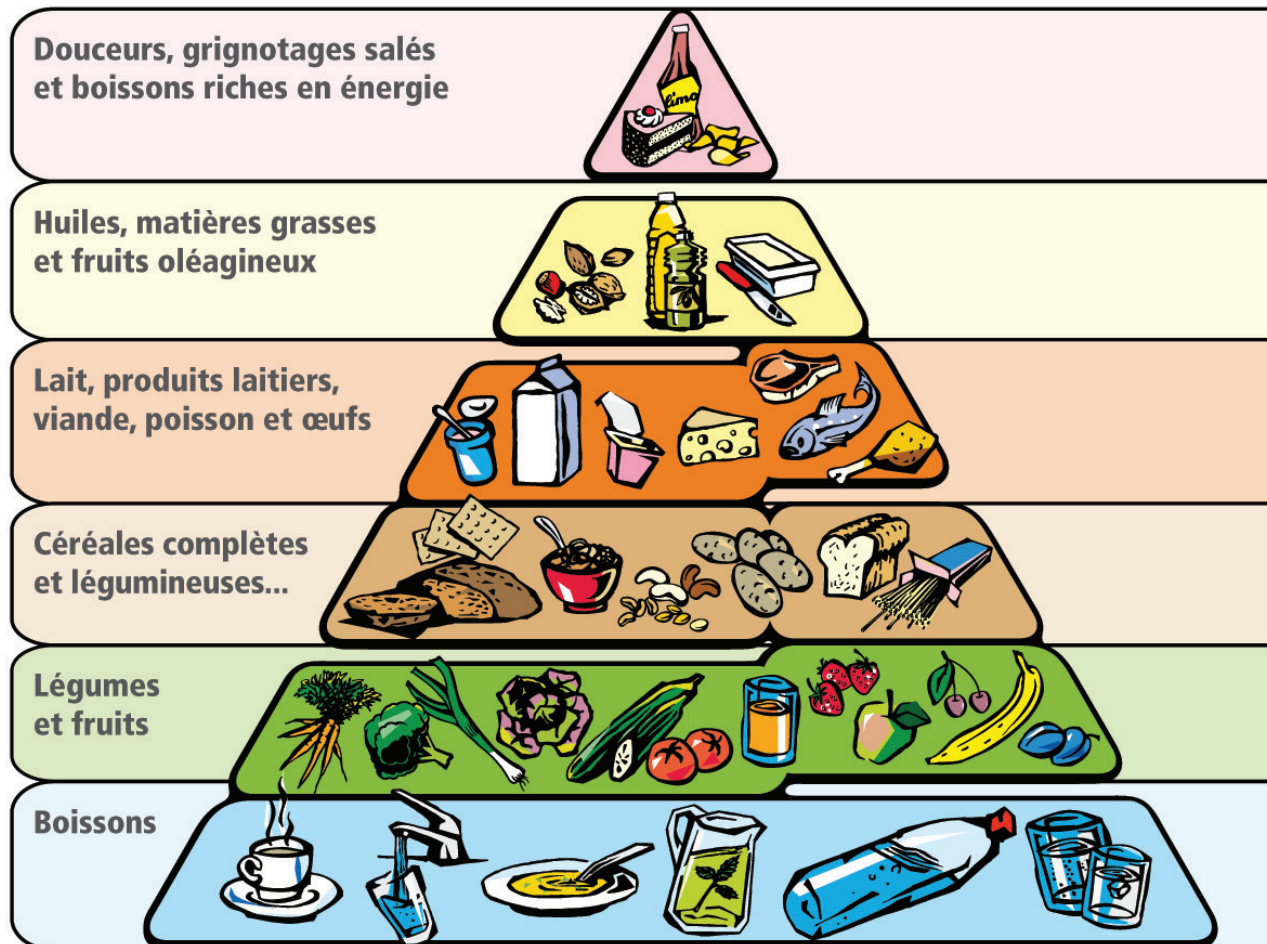 Douceurs, grignotages salés
et boissons riches en énergie
limo
Huiles, matières grasses
et fruits oléagineux
Lait, produits laitiers,
viande, poisson et œufs
Céréales complètes
et légumineuses...
Légumes
et fruits
Boissons